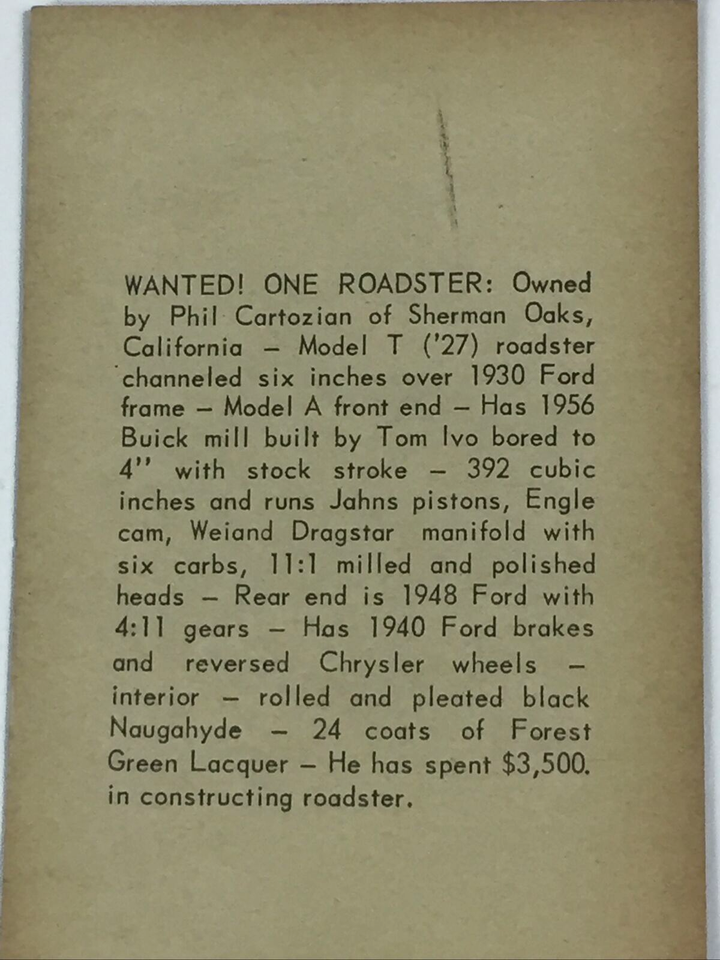 WANTED! ONE ROADSTER: Owned
by Phil Cartozian of Sherman Oaks,
California – Model T ('27) roadster
channeled six inches over 1930 Ford
frame – Model A front end – Has 1956
Buick mill built by Tom Ivo bored to
4'' with stock stroke – 392 cubic
inches and runs Jahns pistons, Engle
cam, Weiand Dragstar manifold with
six carbs, 11:1 milled and polished
heads – Rear end is 1948 Ford with
4:11 gears – Has 1940 Ford brakes
and reversed Chrysler wheels –
interior – rolled and pleated black
Naugahyde – 24 coats of Forest
Green Lacquer – He has spent $3,500.
in constructing roadster.